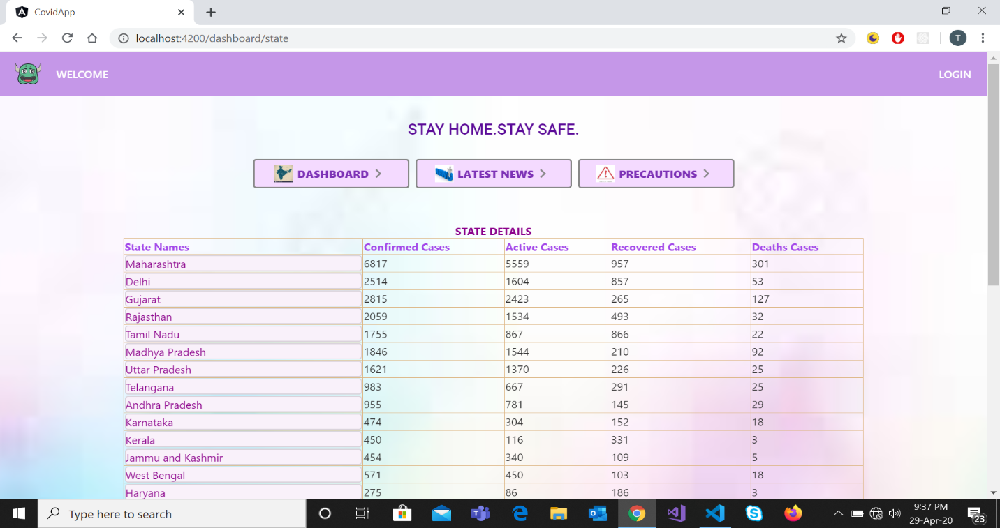 CovidApp
localhost:4200/dashboard/state
T
WELCOME
LOGIN
STAY HOME.STAY SAFE.
DASHBOARD
LATEST NEWS
PRECAUTIONS
STATE DETAILS
State Names Confirmed Cases Active Cases Recovered Cases Deaths Cases
Maharashtra 6817 5559 957 301
Delhi 2514 1604 857 53
Gujarat 2815 2423 265 127
Rajasthan 2059 1534 493 32
Tamil Nadu 1755 867 866 22
Madhya Pradesh 1846 1544 210 92
Uttar Pradesh 1621 1370 226 25
Telangana 983 667 291 25
Andhra Pradesh 955 781 145 29
Karnataka 474 304 152 18
Kerala 450 116 331 3
Jammu and Kashmir 454 340 109 5
West Bengal 571 450 103 18
Haryana 275 86 186 3
Type here to search
9:37 PM
29-Apr-20
23